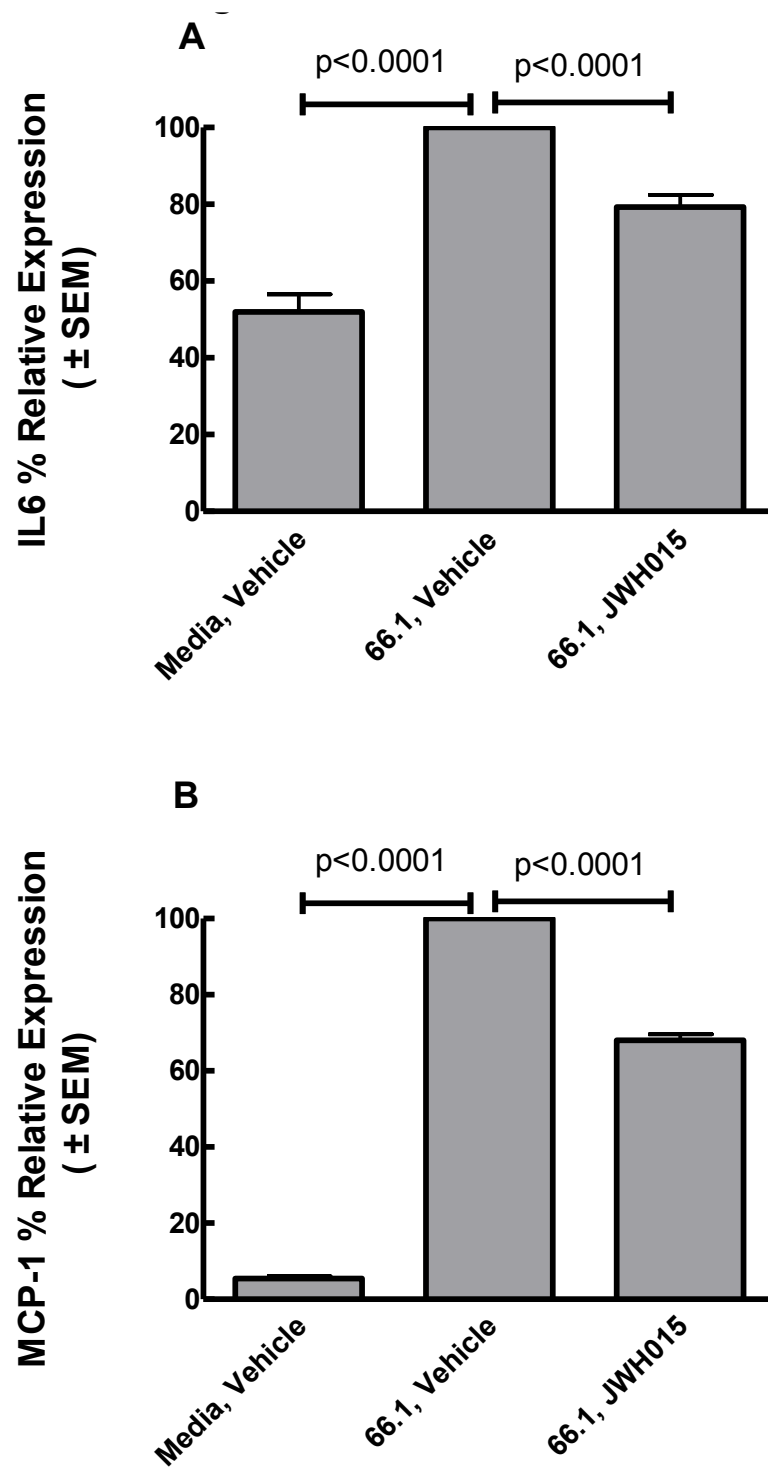 A
p<0.0001
p<0.0001
IL6 % Relative Expression
( ± SEM)
100
80
60
40
20
0
Media, Vehicle
66.1, Vehicle
66.1, JWH015
B
p<0.0001
p<0.0001
MCP-1 % Relative Expression
( ± SEM)
100
80
60
40
20
0
Media, Vehicle
66.1, Vehicle
66.1, JWH015